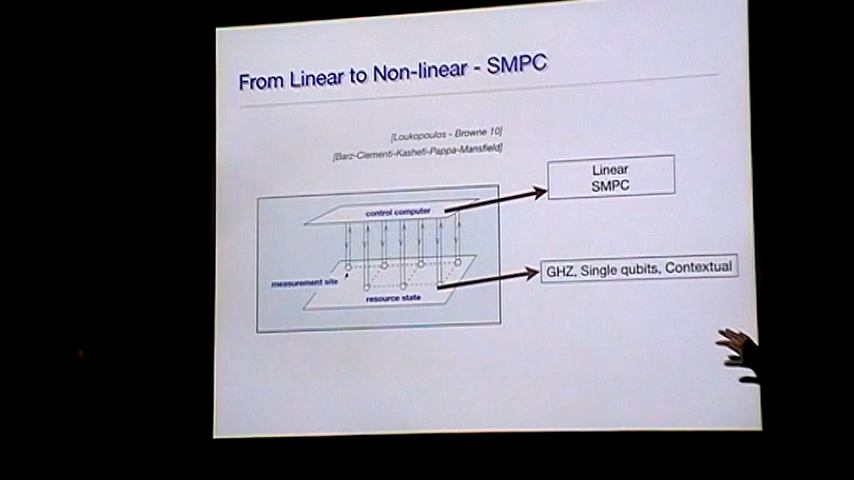 From Linear to Non-linear - SMPC
[Loukopoulos - Browne 10]
[Barz-Clementi-Kashefi-Pappa-Mansfield]
Linear
SMPC
control computer
GHZ, Single qubits, Contextual
measurement site
resource state